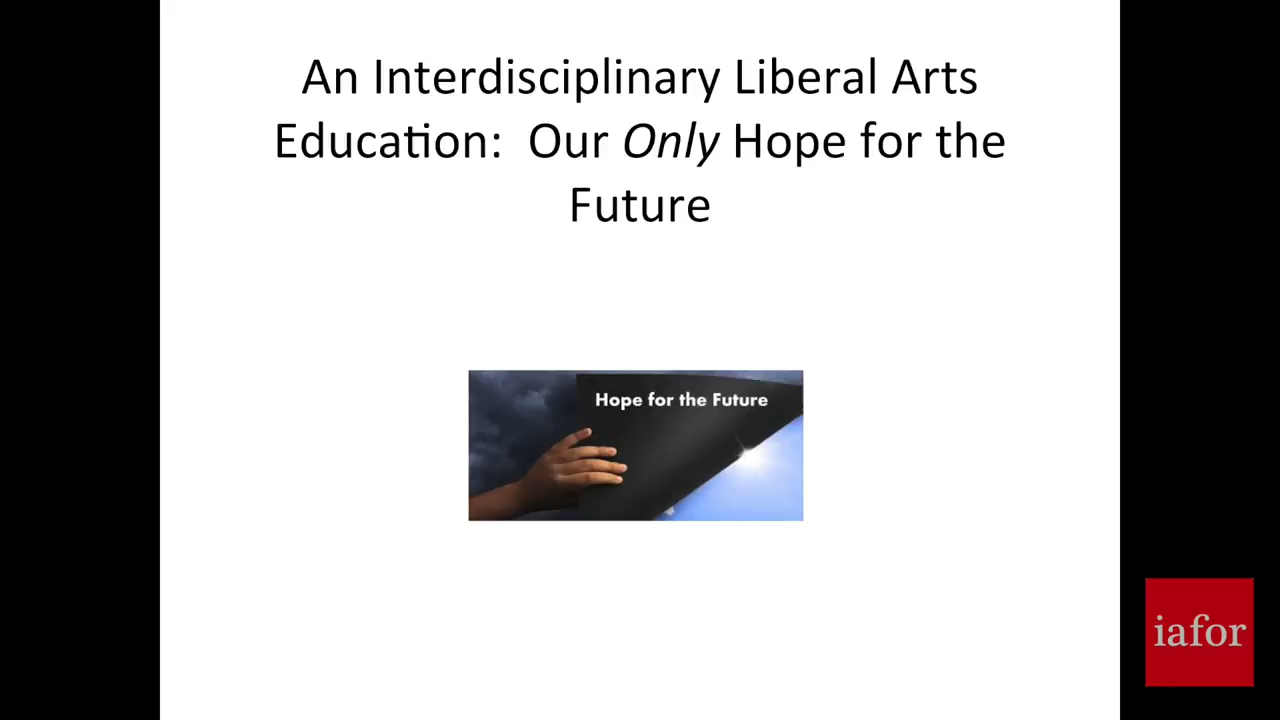 An Interdisciplinary Liberal Arts
Education:  Our Only Hope for the
Future
Hope for the Future
iafor